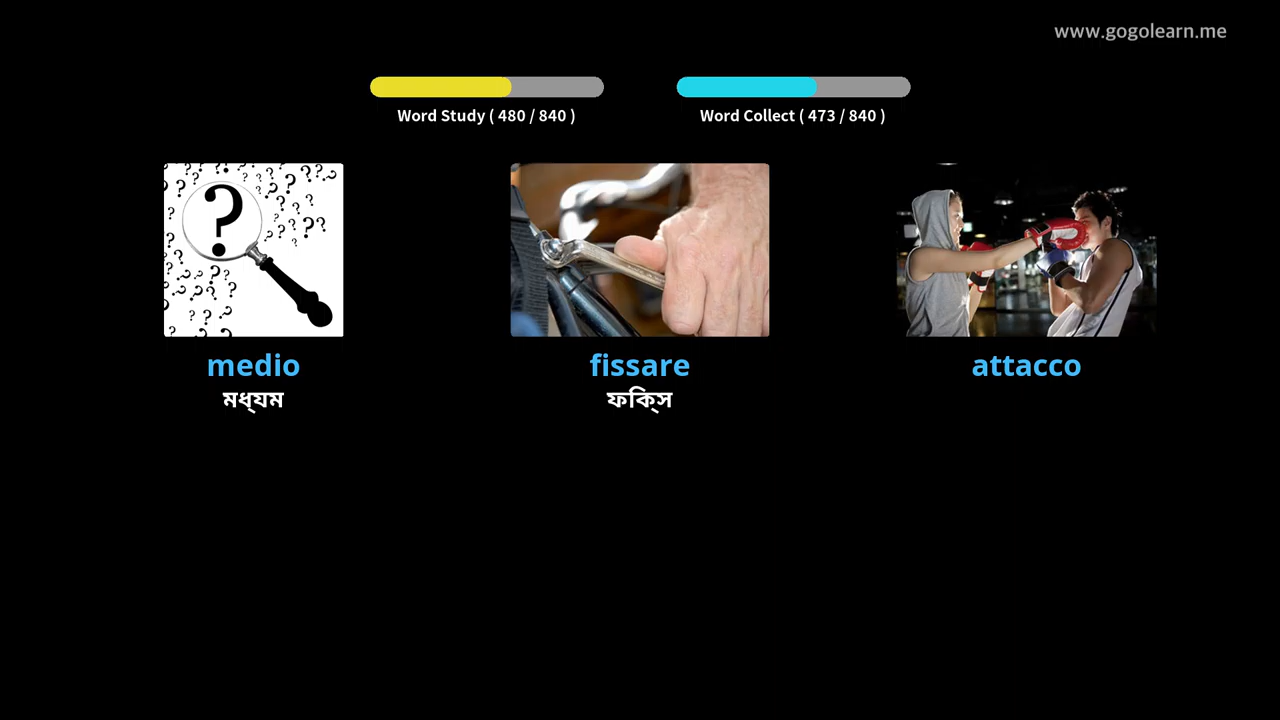 www.gogolearn.me
Word Study ( 480 / 840 )
Word Collect ( 473 / 840 )
medio
fissare
attacco
মধ্যম
ফিক্স